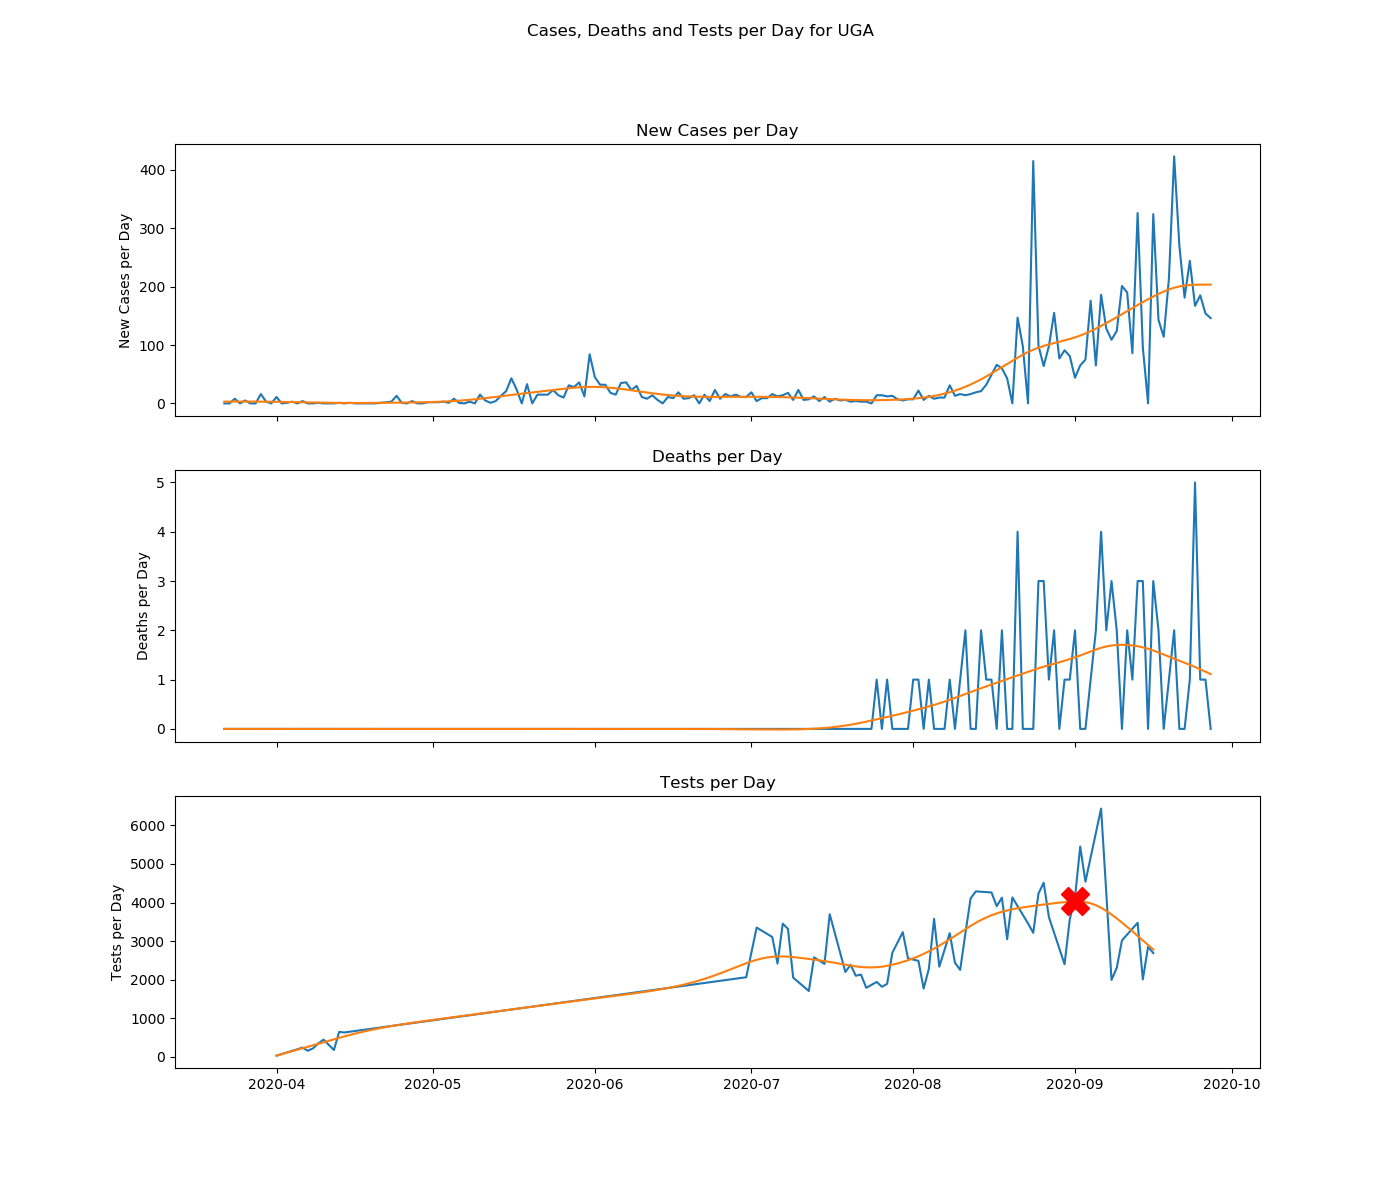 Cases, Deaths and Tests per Day for UGA
New Cases per Day
New Cases per Day
400
300
200
100
0
Deaths per Day
Deaths per Day
5
4
3
2
1
0
Tests per Day
Tests per Day
6000
5000
4000
3000
2000
1000
0
2020-04 2020-05 2020-06 2020-07 2020-08 2020-09 2020-10